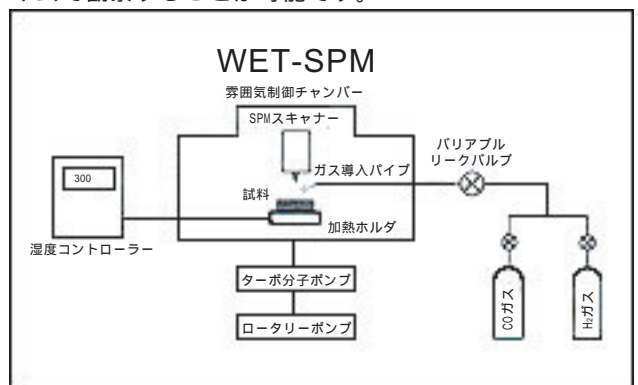 WET-SPM
雰囲気制御チャンバー
SPMスキャナー
バリアブル
リークバルブ
ガス導入パイプ
300
試料
加熱ホルダ
湿度コントローラー
ターボ分子ポンプ
ロータリーポンプ
COガス
H₂ガス